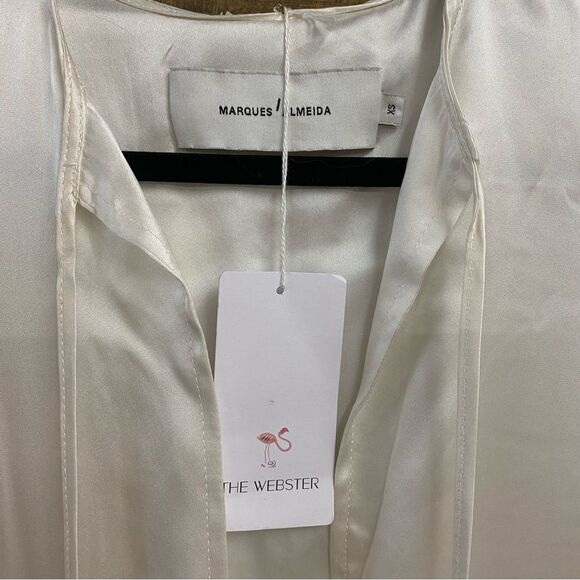 MARQUES / ALMEIDA
XS
THE WEBSTER